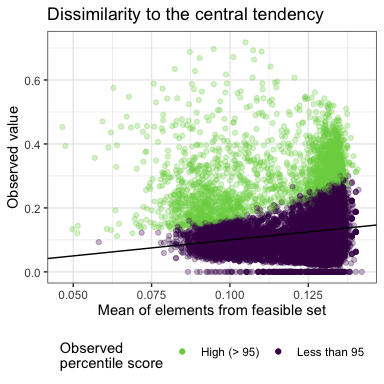 Dissimilarity to the central tendency
Observed value
0.6
0.4
0.2
0.0
0.050
0.075
0.100
0.125
Mean of elements from feasible set
Observed
percentile score
High (> 95)
Less than 95